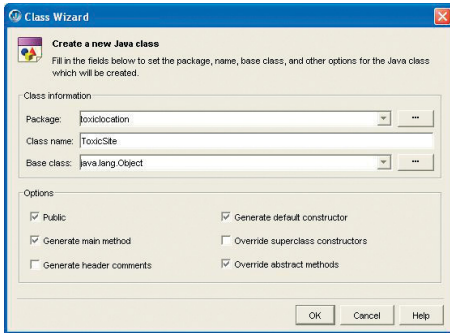 Class Wizard
Create a new Java class
Fill in the fields below to set the package, name, base class, and other options for the Java class
which will be created.
Class information
Package: toxiclocation
...
Class name: ToxicSite
Base class: java.lang.Object
...
Options
Public
Generate default constructor
Generate main method
Override superclass constructors
Generate header comments
Override abstract methods
OK Cancel Help